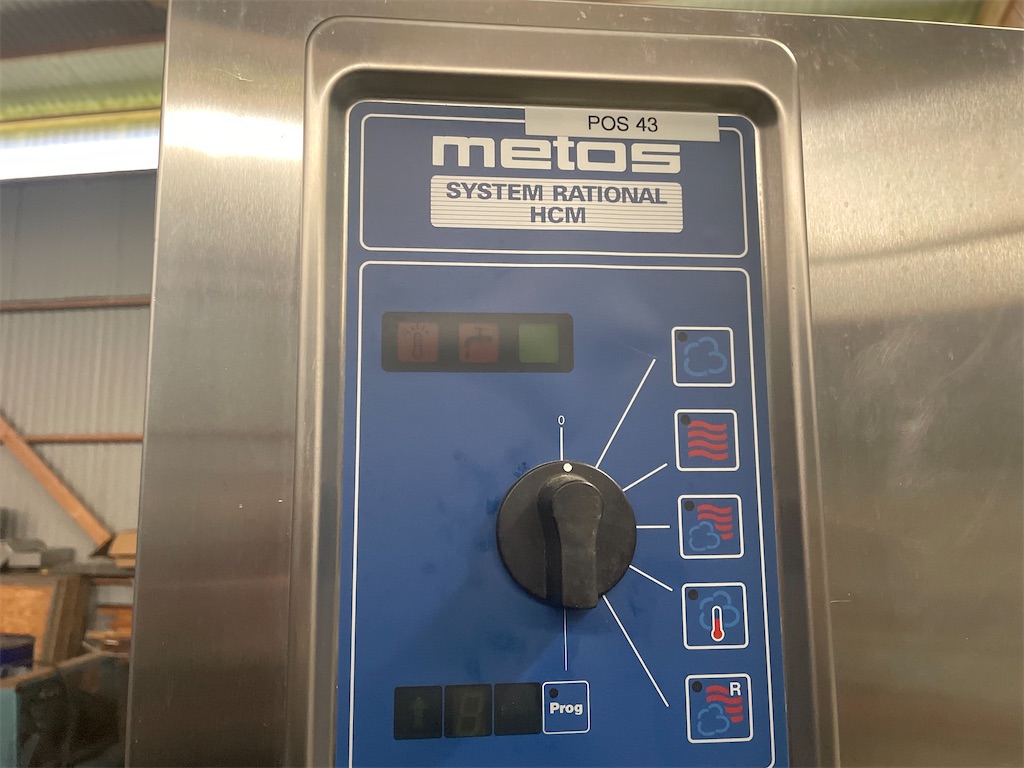 POS 43
metos
SYSTEM RATIONAL
HCM
0
R
Prog